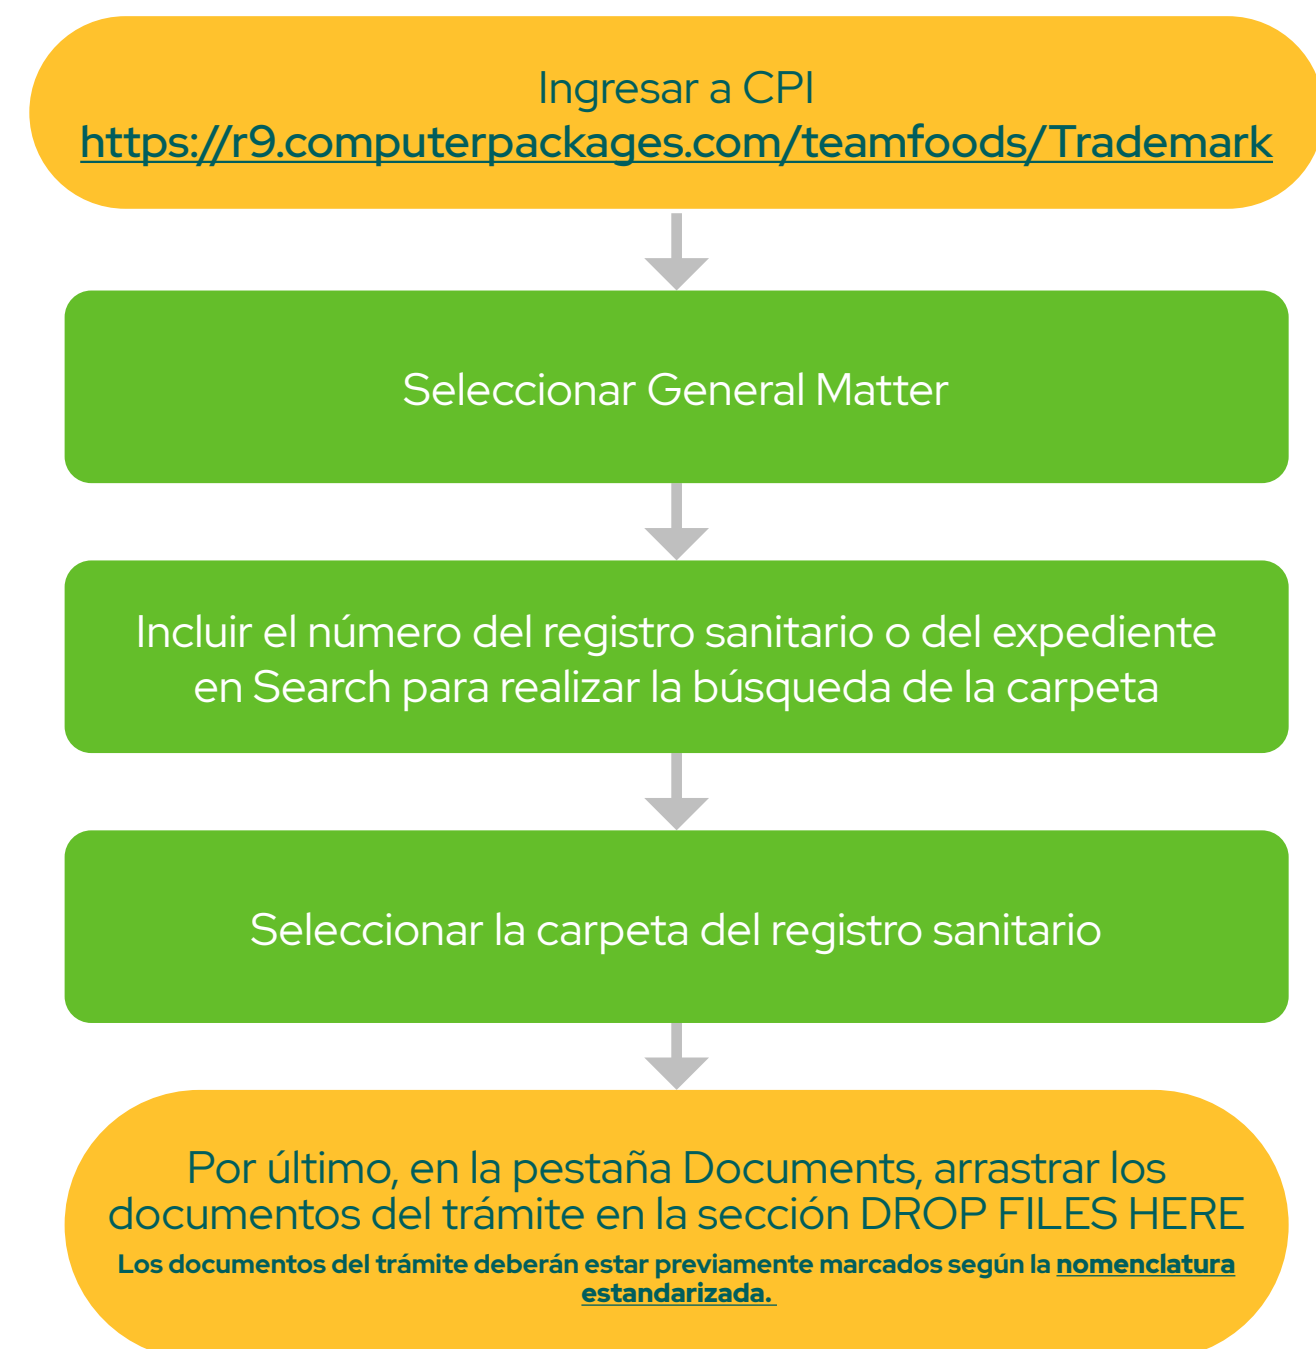 Ingresar a CPI
https://r9.computerpackages.com/teamfoods/Trademark
Seleccionar General Matter
Incluir el número del registro sanitario o del expediente
en Search para realizar la búsqueda de la carpeta
Seleccionar la carpeta del registro sanitario
Por último, en la pestaña Documents, arrastrar los
documentos del trámite en la sección DROP FILES HERE
Los documentos del trámite deberán estar previamente marcados según la nomenclatura
estandarizada.